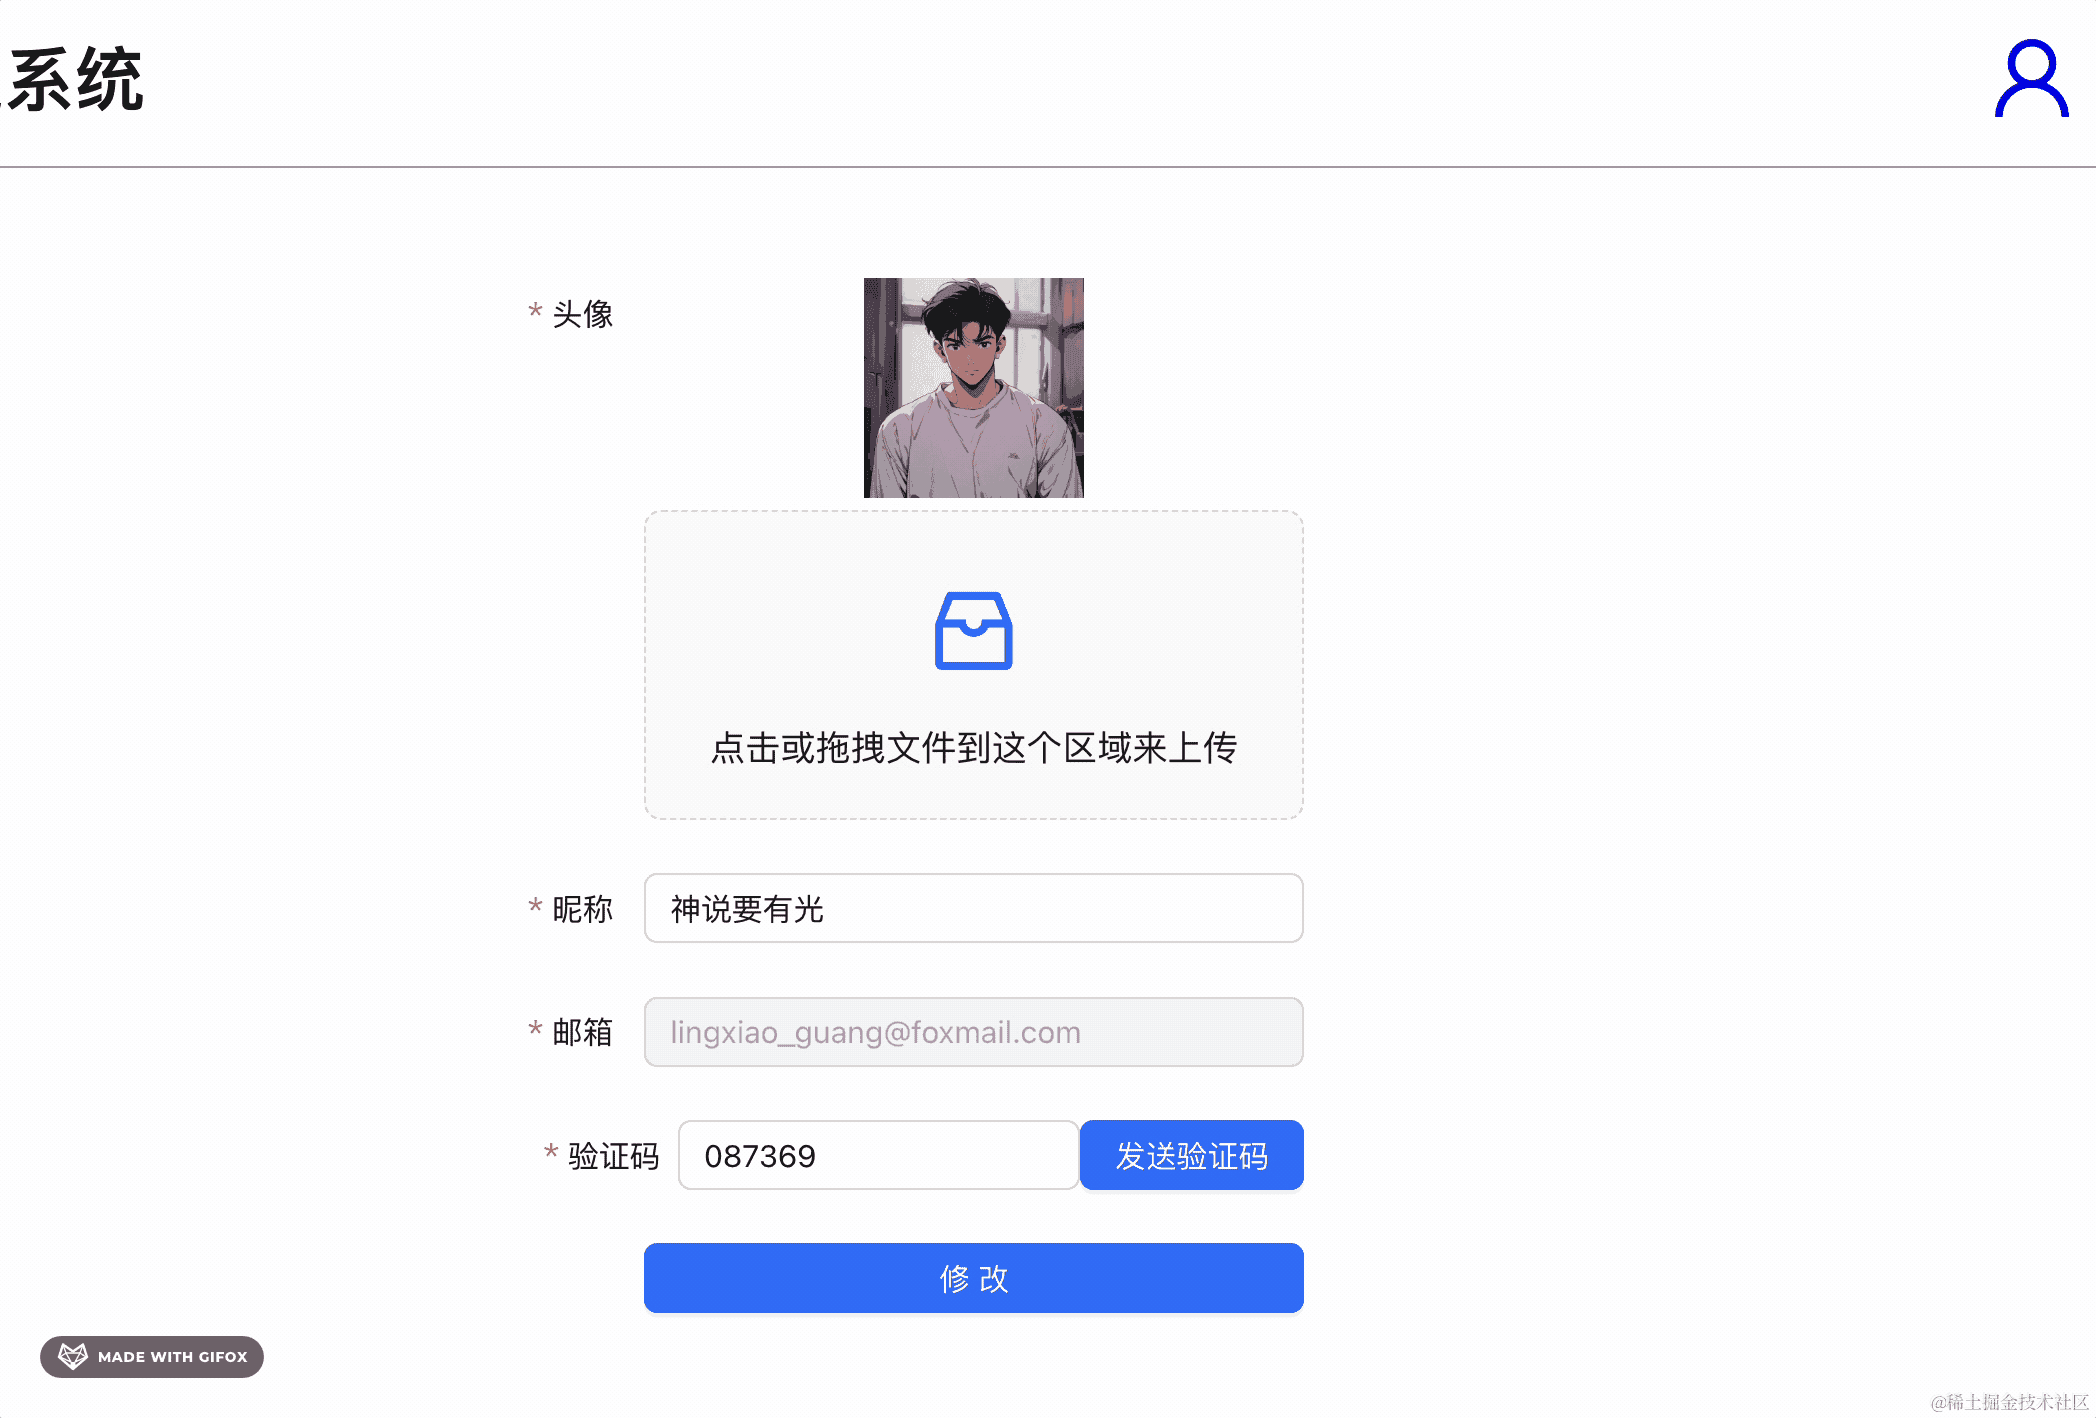 系统
* 头像
点击或拖拽文件到这个区域来上传
* 昵称 神说要有光
* 邮箱 lingxiao_guang@foxmail.com
* 验证码 087369 发送验证码
修 改
MADE WITH GIFOX
@稀土掘金技术社区